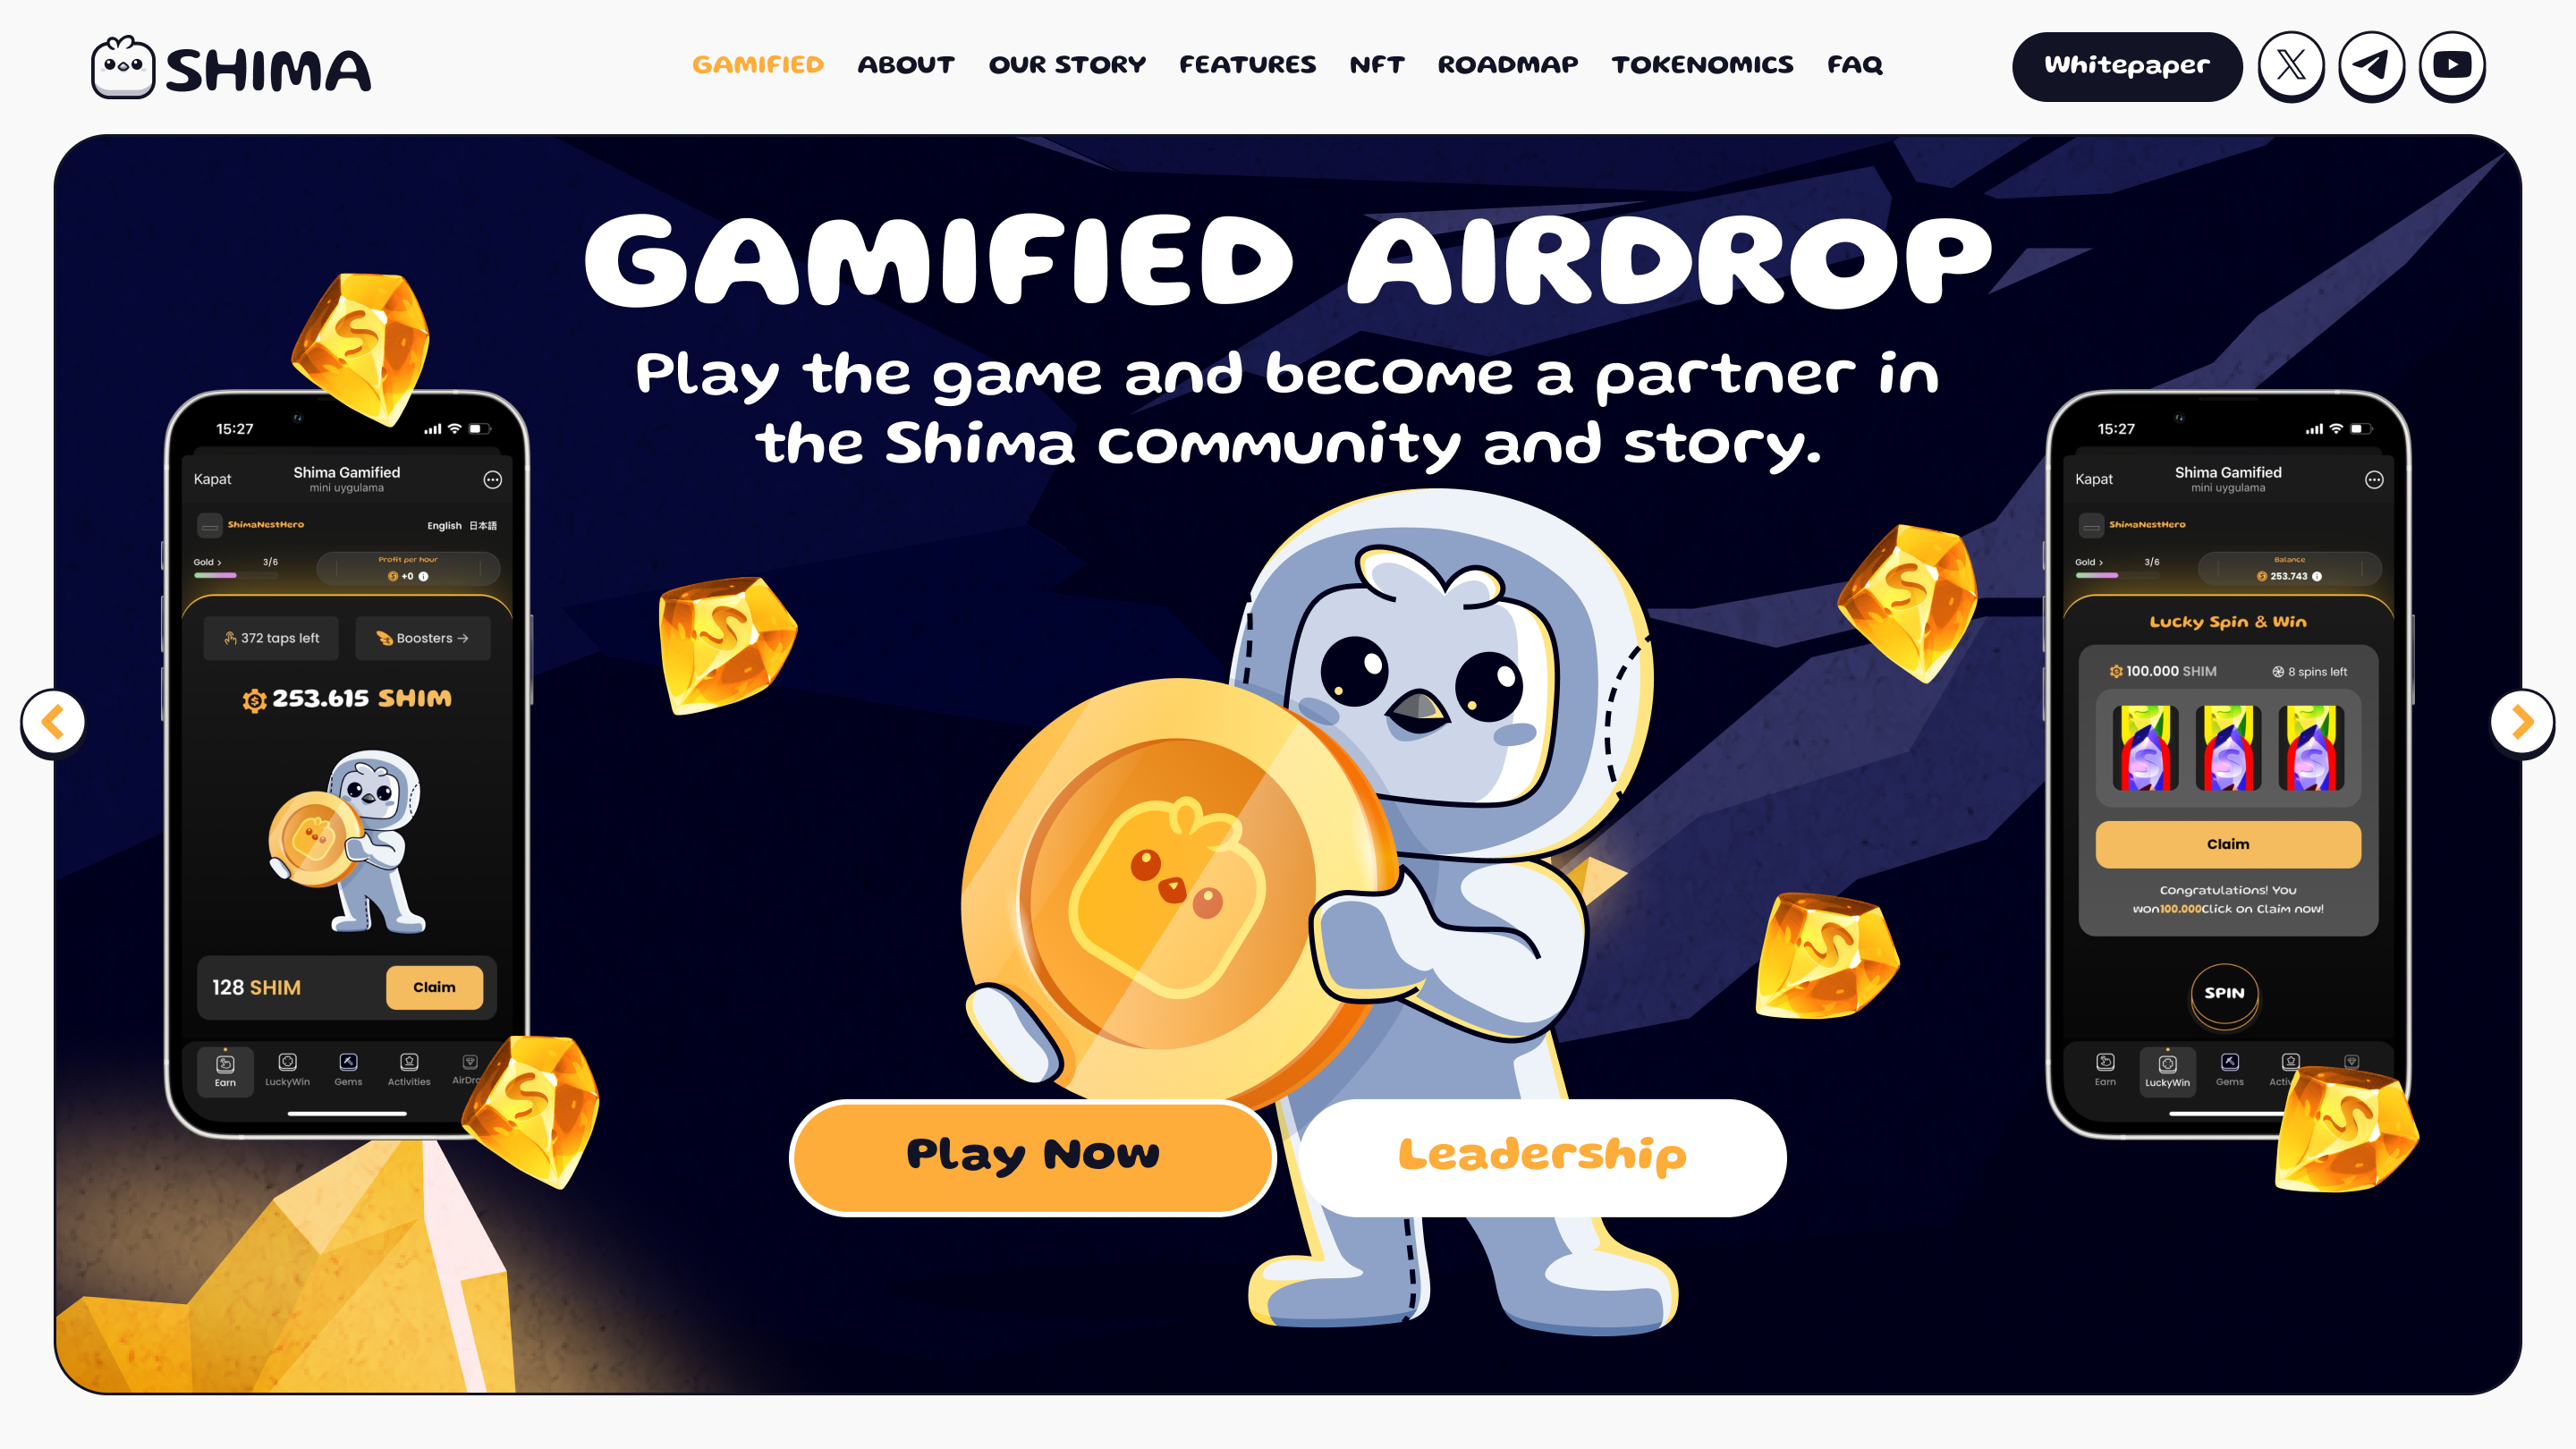 SHIMA
GAMIFIED ABOUT OUR STORY FEATURES NFT ROADMAP TOKENOMICS FAQ
Whitepaper
GAMIFIED AIRDROP
Play the game and become a partner in
the Shima community and story.
15:27
Kapat
Shima Gamified
mini uygulama
ShimaNestHero
English 日本語
Gold > 3/6
Profit per hour
+0
372 taps left
Boosters →
253.615 SHIM
128 SHIM
Claim
Earn LuckyWin Gems Activities AirDro
15:27
Kapat
Shima Gamified
mini uygulama
ShimaNestHero
Gold > 3/6
Balance
253.743
Lucky Spin & Win
100.000 SHIM
8 spins left
Claim
Congratulations! You
won100.000Click on Claim now!
SPIN
Earn LuckyWin Gems Activ
Play Now
Leadership